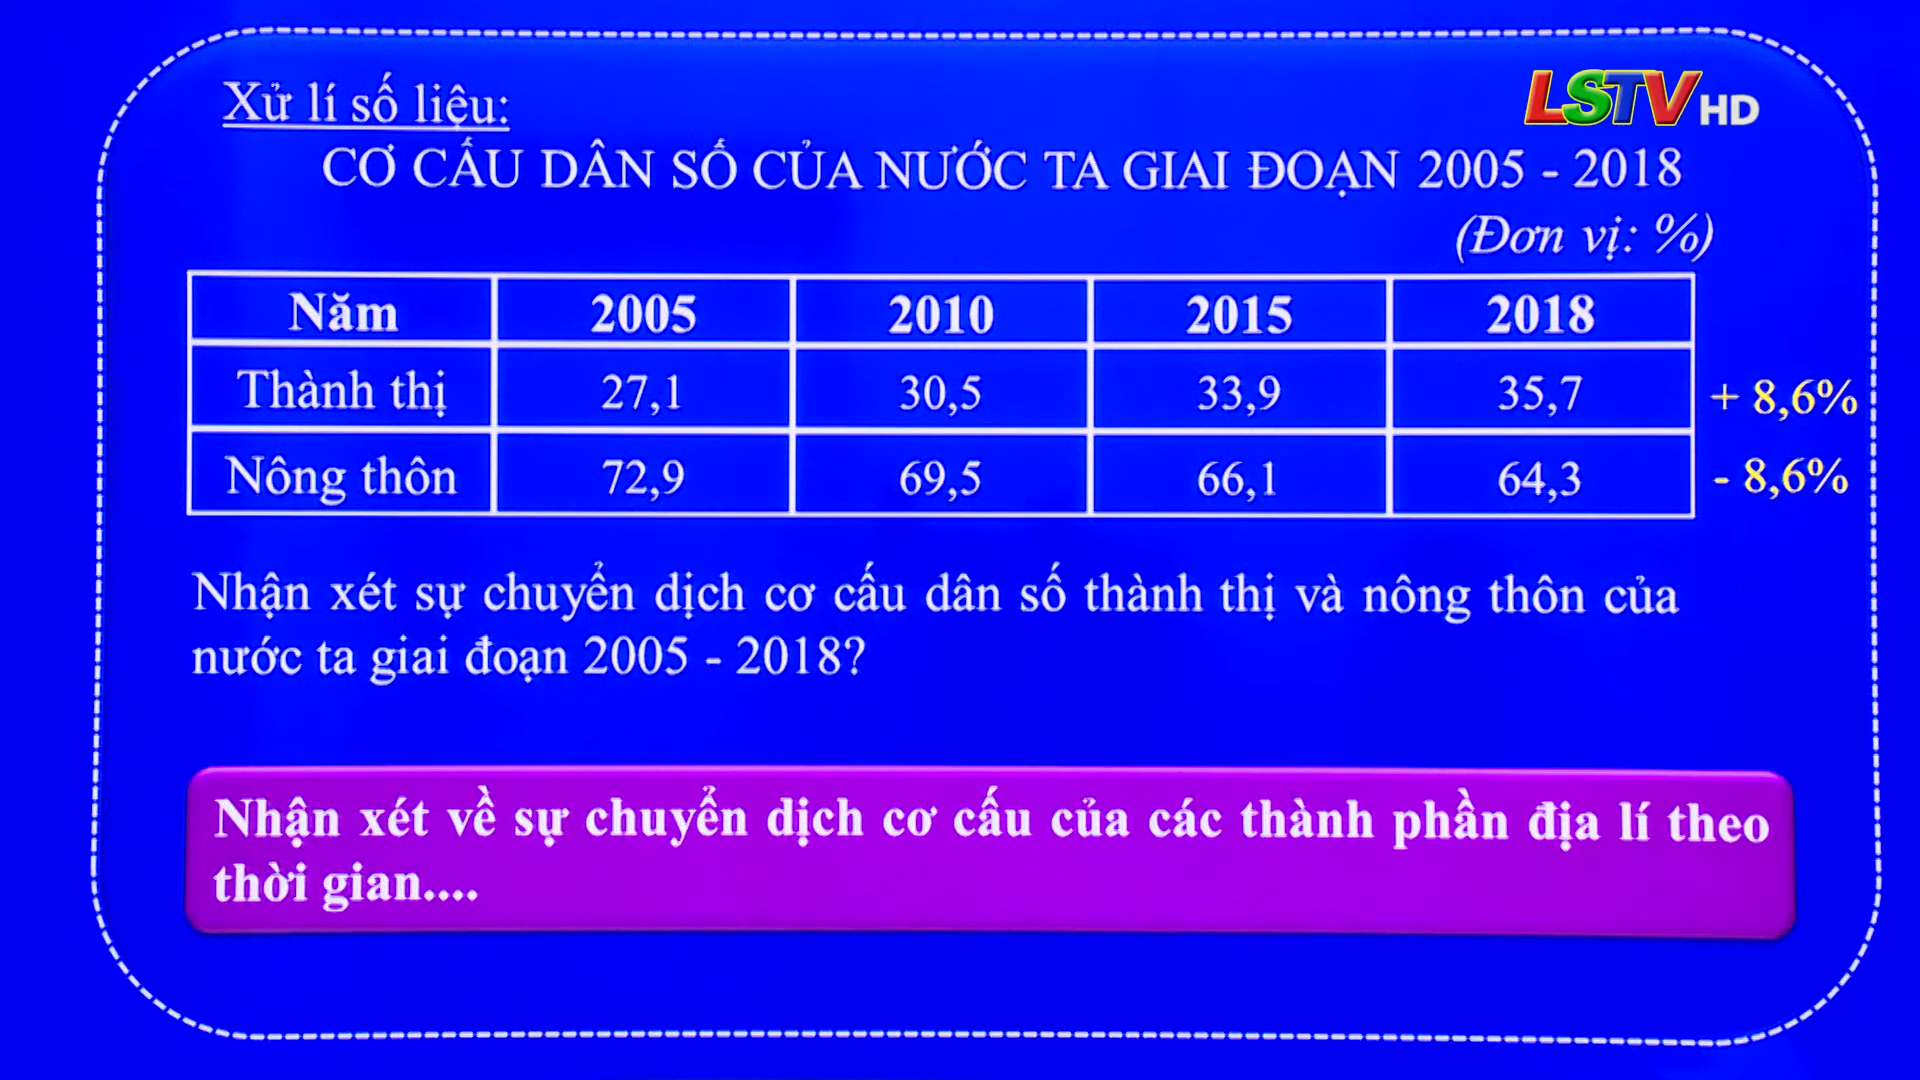 LSTV HD
Xử lí số liệu:
CƠ CẤU DÂN SỐ CỦA NƯỚC TA GIAI ĐOẠN 2005 - 2018
(Đơn vị: %)
Năm 2005 2010 2015 2018
Thành thị 27,1 30,5 33,9 35,7 + 8,6%
Nông thôn 72,9 69,5 66,1 64,3 - 8,6%
Nhận xét sự chuyển dịch cơ cấu dân số thành thị và nông thôn của
nước ta giai đoạn 2005 - 2018?
Nhận xét về sự chuyển dịch cơ cấu của các thành phần địa lí theo
thời gian....